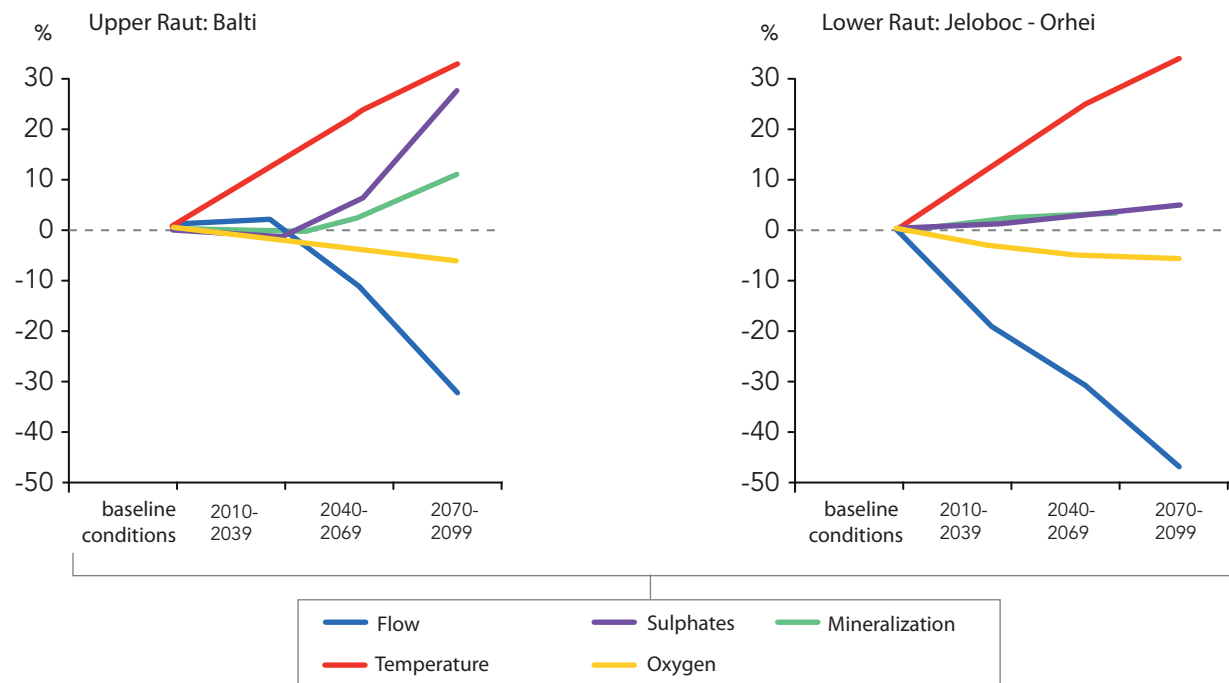 Upper Raut: Balti
%
30
20
10
0
-10
-20
-30
-40
-50
baseline
conditions
2010-
2039
2040-
2069
2070-
2099
Lower Raut: Jeloboc - Orhei
%
30
20
10
0
-10
-20
-30
-40
-50
baseline
conditions
2010-
2039
2040-
2069
2070-
2099
Flow
Sulphates
Mineralization
Temperature
Oxygen